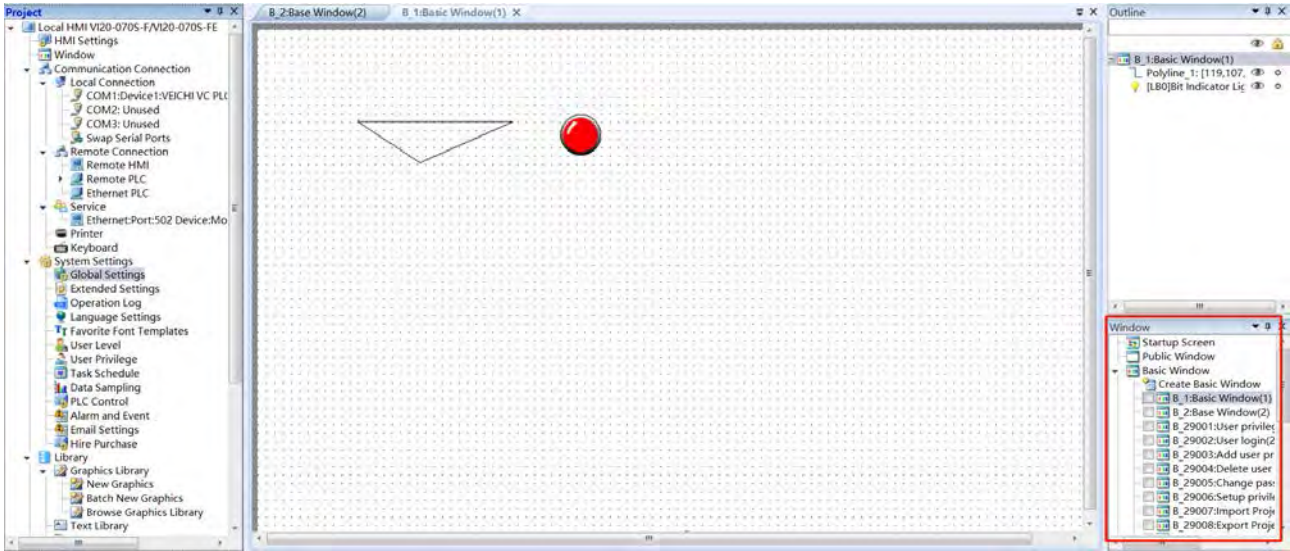 Project
Local HMI VI20-070S-F/VI20-070S-FE
HMI Settings
Window
Communication Connection
Local Connection
COM1:Device1:VEICHI VC PL
COM2: Unused
COM3: Unused
Swap Serial Ports
Remote Connection
Remote HMI
Remote PLC
Ethernet PLC
Service
Ethernet:Port:502 Device:Mo
Printer
Keyboard
System Settings
Global Settings
Extended Settings
Operation Log
Language Settings
Favorite Font Templates
User Level
User Privilege
Task Schedule
Data Sampling
PLC Control
Alarm and Event
Email Settings
Hire Purchase
Library
Graphics Library
New Graphics
Batch New Graphics
Browse Graphics Library
Text Library
B_2:Base Window(2) B_1:Basic Window(1)
Outline
B_1:Basic Window(1)
Polyline_1: [119,107,
[LB0]Bit Indicator Lig
Window
Startup Screen
Public Window
Basic Window
Create Basic Window
B_1:Basic Window(1)
B_2:Base Window(2)
B_29001:User privileg
B_29002:User login(2
B_29003:Add user pr
B_29004:Delete user
B_29005:Change pas
B_29006:Setup privile
B_29007:Import Proje
B_29008:Export Proje